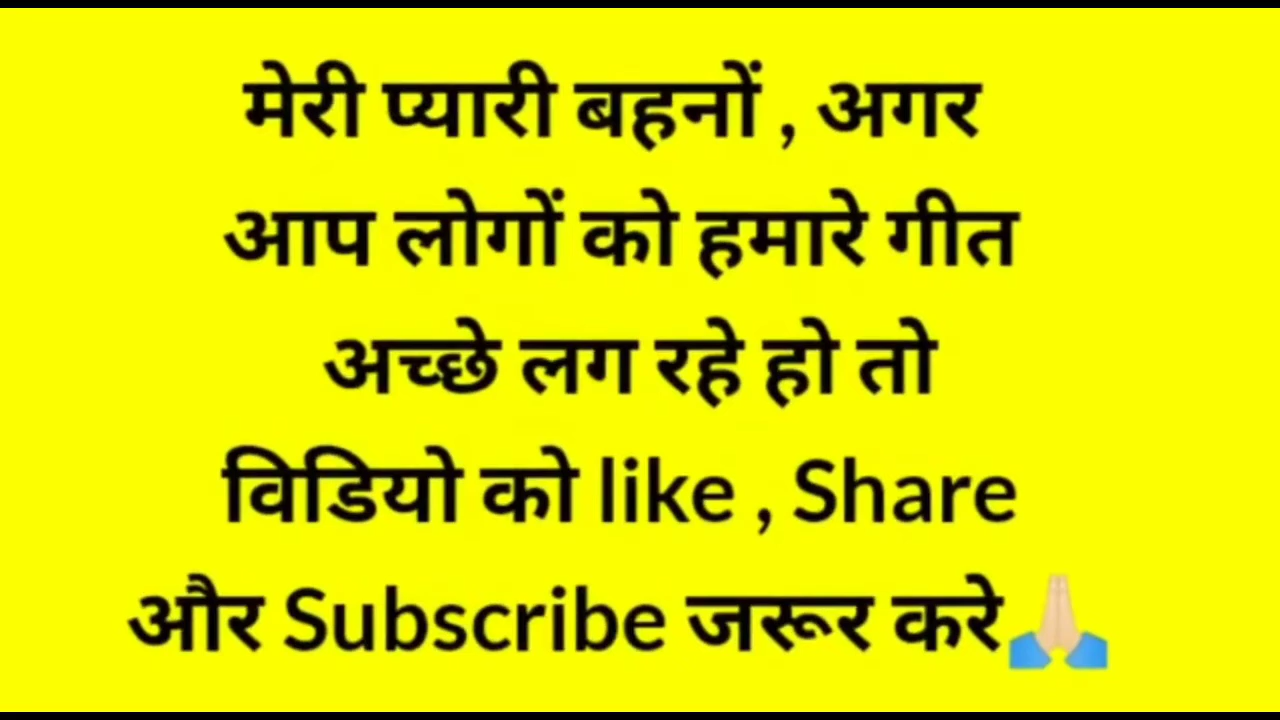 मेरी प्यारी बहनों , अगर
आप लोगों को हमारे गीत
अच्छे लग रहे हो तो
विडियो को like , Share
और Subscribe जरूर करे🙏🏻